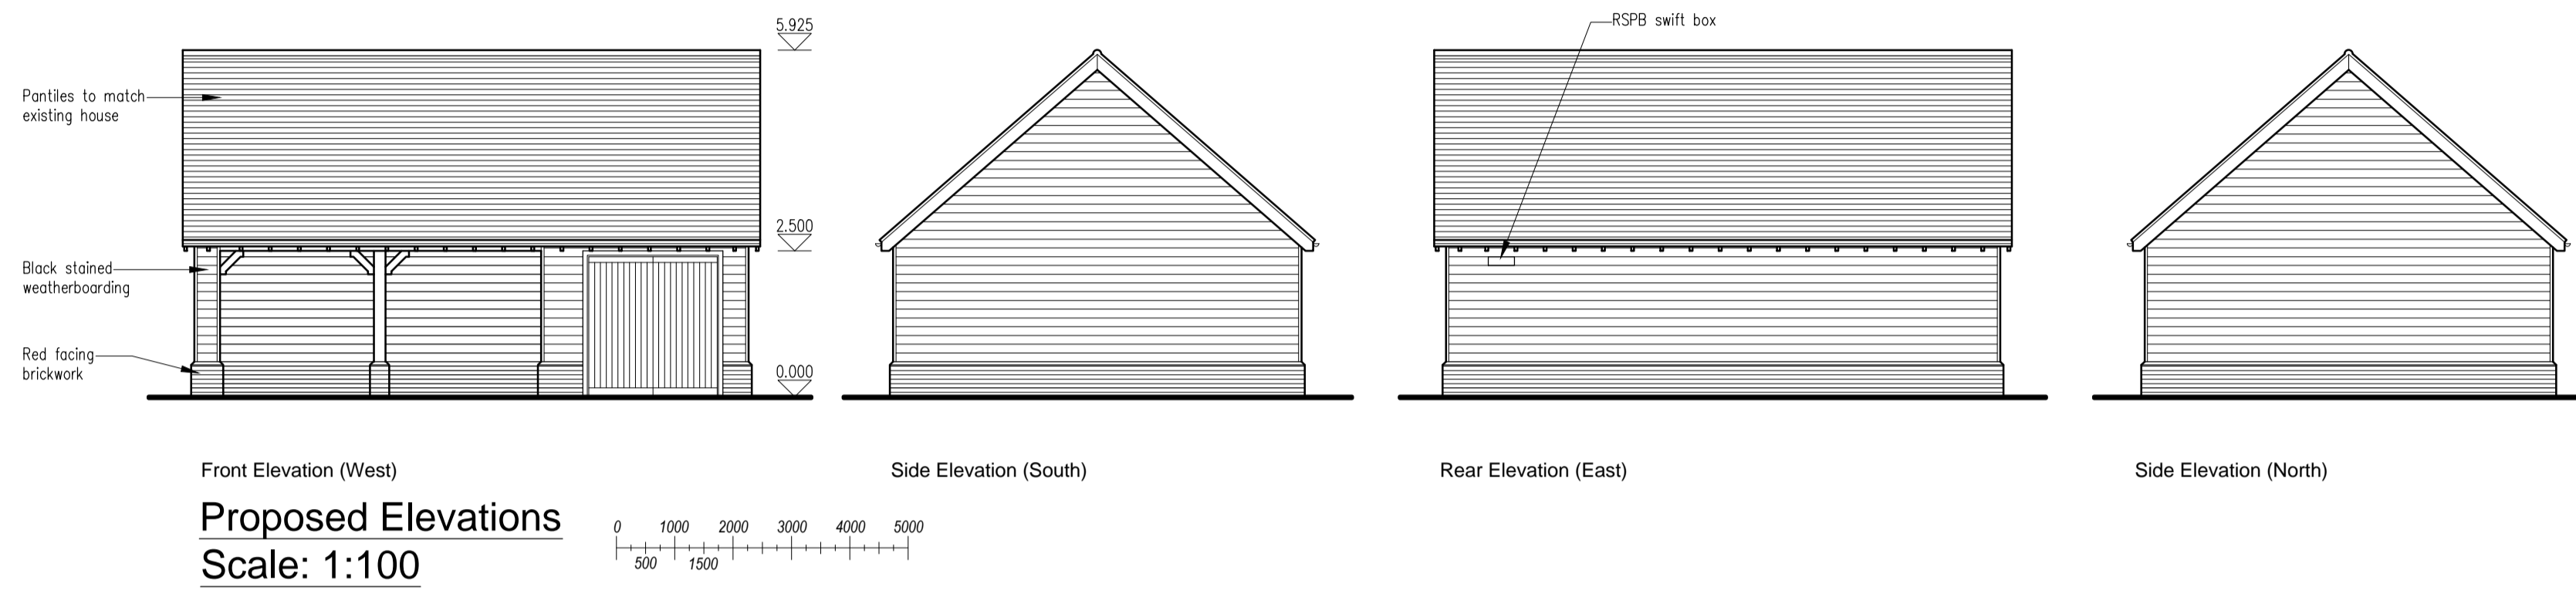 5.925
RSPB swift box
Pantiles to match
existing house
2.500
Black stained
weatherboarding
Red facing
brickwork
0.000
Front Elevation (West)
Side Elevation (South)
Rear Elevation (East)
Side Elevation (North)
Proposed Elevations
Scale: 1:100
0 1000 2000 3000 4000 5000
500 1500